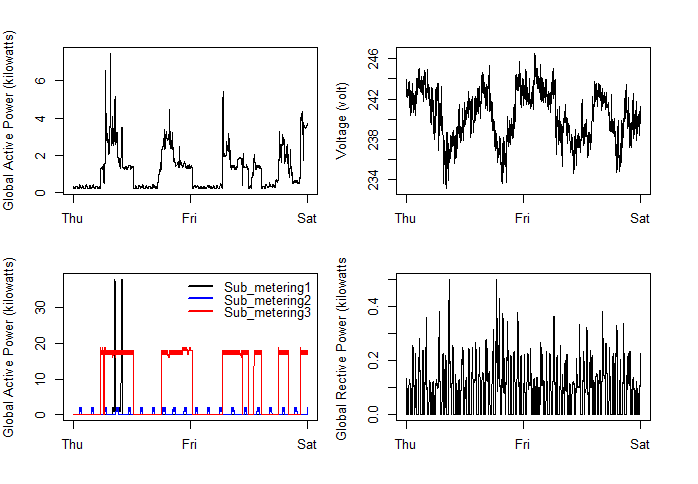 Global Active Power (kilowatts)
0 2 4 6
Thu Fri Sat
Voltage (volt)
234 238 242 246
Thu Fri Sat
Global Active Power (kilowatts)
0 10 20 30
Sub_metering1
Sub_metering2
Sub_metering3
Thu Fri Sat
Global Rective Power (kilowatts
0.0 0.2 0.4
Thu Fri Sat